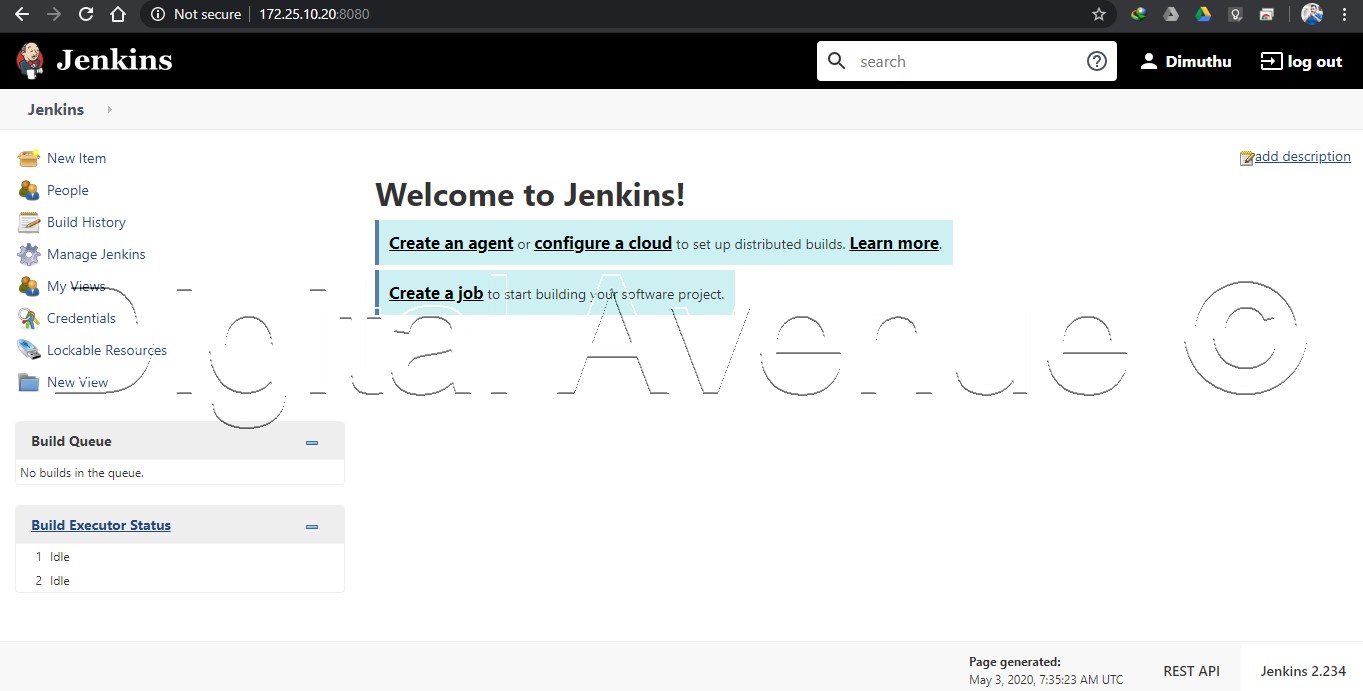 Not secure 172.25.10.20:8080
Jenkins
search
Dimuthu
log out
Jenkins
New Item
People
Build History
Manage Jenkins
My Views
Credentials
Lockable Resources
New View
Build Queue
No builds in the queue.
Build Executor Status
1 Idle
2 Idle
add description
Welcome to Jenkins!
Create an agent or configure a cloud to set up distributed builds. Learn more.
Create a job to start building your software project.
Digital Avenue ©
Page generated:
May 3, 2020, 7:35:23 AM UTC
REST API
Jenkins 2.234